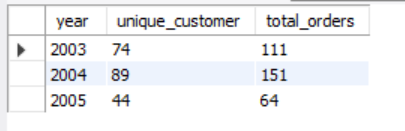 year unique_customer total_orders
2003 74 111
2004 89 151
2005 44 64